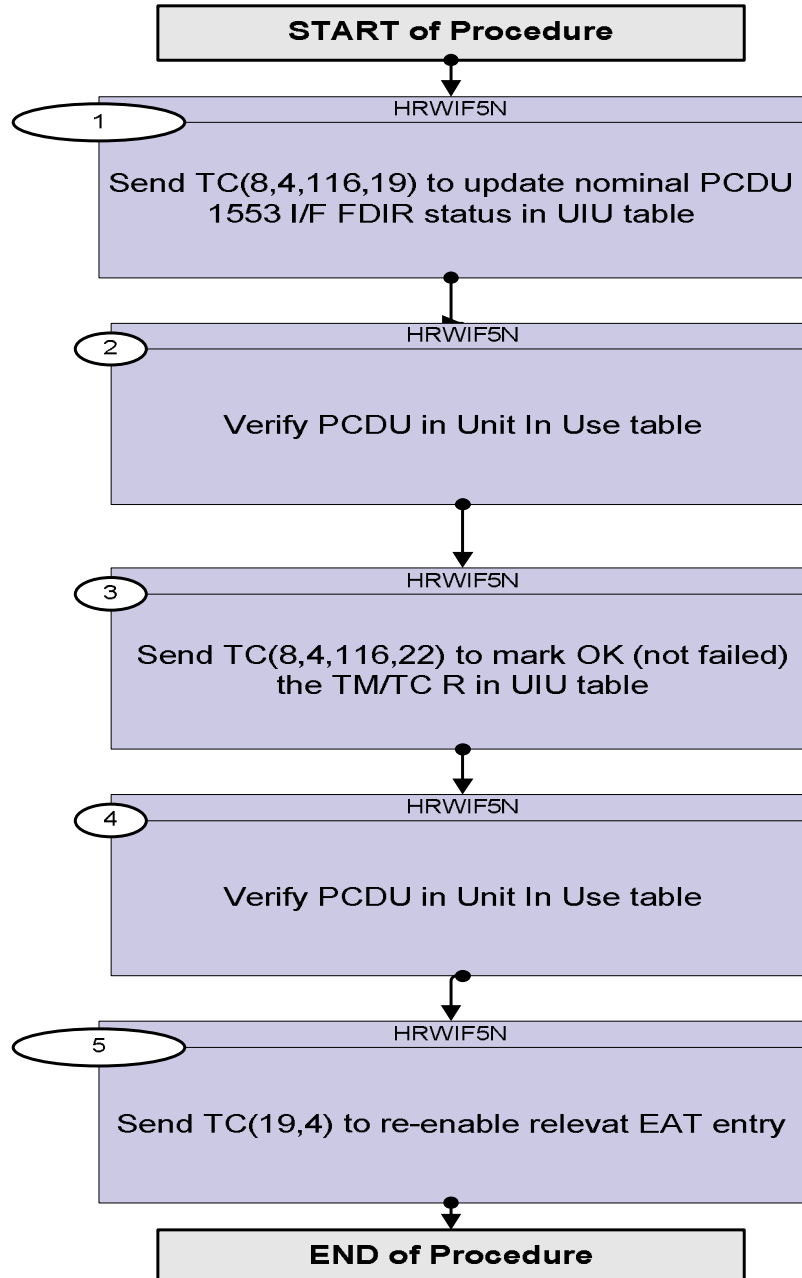 START of Procedure
HRWIF5N
1
Send TC(8,4,116,19) to update nominal PCDU
1553 I/F FDIR status in UIU table
HRWIF5N
2
Verify PCDU in Unit In Use table
HRWIF5N
3
Send TC(8,4,116,22) to mark OK (not failed)
the TM/TC R in UIU table
HRWIF5N
4
Verify PCDU in Unit In Use table
HRWIF5N
5
Send TC(19,4) to re-enable relevat EAT entry
END of Procedure